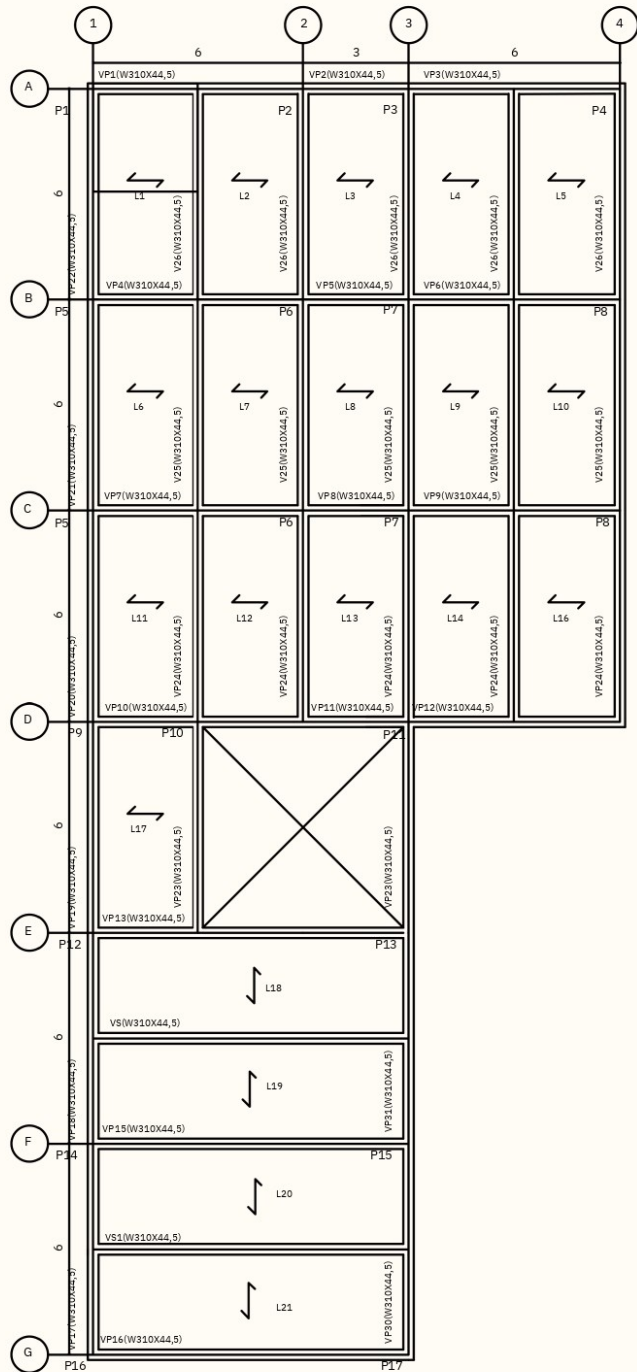 1
2
3
4
6
3
6
VP1(W310X44,5)
VP2(W310X44,5)
VP3(W310X44,5)
A
P1
P2
P3
P4
6
VP22(W310X44,5)
L1
L2
L3
L4
L5
V26(W310X44,5)
V26(W310X44,5)
V26(W310X44,5)
V26(W310X44,5)
V26(W310X44,5)
VP4(W310X44,5)
VP5(W310X44,5)
VP6(W310X44,5)
B
P5
P6
P7
P8
6
VP21(W310X44,5)
L6
L7
L8
L9
L10
V25(W310X44,5)
V25(W310X44,5)
V25(W310X44,5)
V25(W310X44,5)
V25(W310X44,5)
VP7(W310X44,5)
VP8(W310X44,5)
VP9(W310X44,5)
C
P5
P6
P7
P8
6
VP20(W310X44,5)
L11
L12
L13
L14
L16
VP24(W310X44,5)
VP24(W310X44,5)
VP24(W310X44,5)
VP24(W310X44,5)
VP24(W310X44,5)
VP10(W310X44,5)
VP11(W310X44,5)
VP12(W310X44,5)
D
P9
P10
P11
6
VP19(W310X44,5)
L17
VP23(W310X44,5)
VP23(W310X44,5)
VP13(W310X44,5)
E
P12
P13
L18
VS(W310X44,5)
6
VP18(W310X44,5)
L19
VP31(W310X44,5)
VP15(W310X44,5)
F
P14
P15
L20
VS1(W310X44,5)
6
VP17(W310X44,5)
L21
VP30(W310X44,5)
VP16(W310X44,5)
G
P16
P17